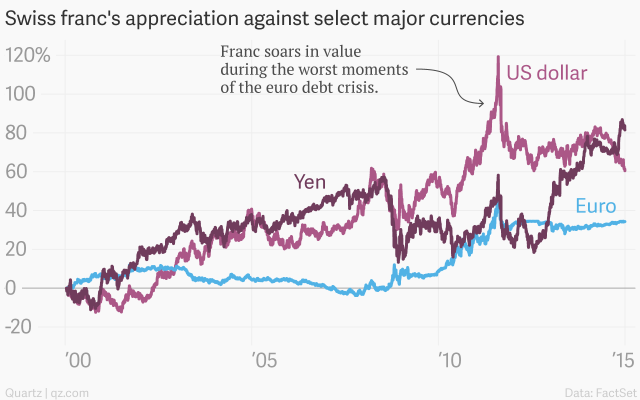 Swiss franc's appreciation against select major currencies
120%
100
80
60
40
20
0
-20
Franc soars in value
during the worst moments
of the euro debt crisis.
US dollar
Yen
Euro
'00
'05
'10
'15
Quartz | qz.com
Data: FactSet